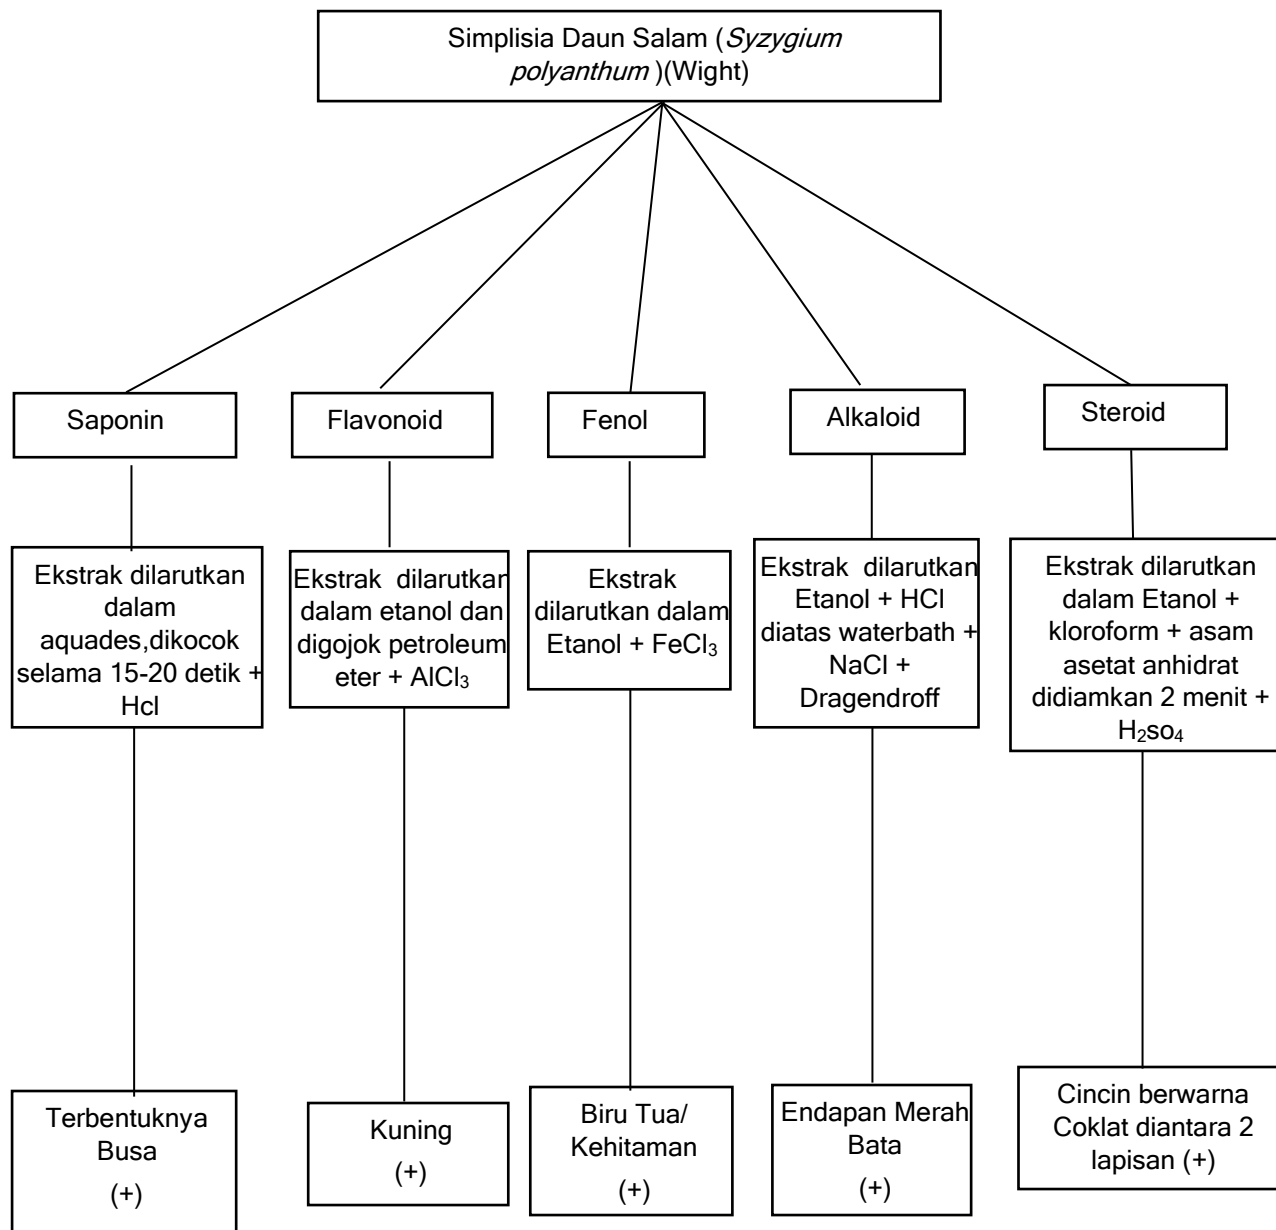 Simplisia Daun Salam (Syzygium
polyanthum )(Wight)
Saponin
Flavonoid
Fenol
Alkaloid
Steroid
Ekstrak dilarutkan
dalam
aquades,dikocok
selama 15-20 detik +
Hcl
Ekstrak dilarutkan
dalam etanol dan
digojok petroleum
eter + AlCl₃
Ekstrak
dilarutkan dalam
Etanol + FeCl₃
Ekstrak dilarutkan
Etanol + HCl
diatas waterbath +
NaCl +
Dragendroff
Ekstrak dilarutkan
dalam Etanol +
kloroform + asam
asetat anhidrat
didiamkan 2 menit +
H₂so₄
Terbentuknya
Busa
(+)
Kuning
(+)
Biru Tua/
Kehitaman
(+)
Endapan Merah
Bata
(+)
Cincin berwarna
Coklat diantara 2
lapisan (+)